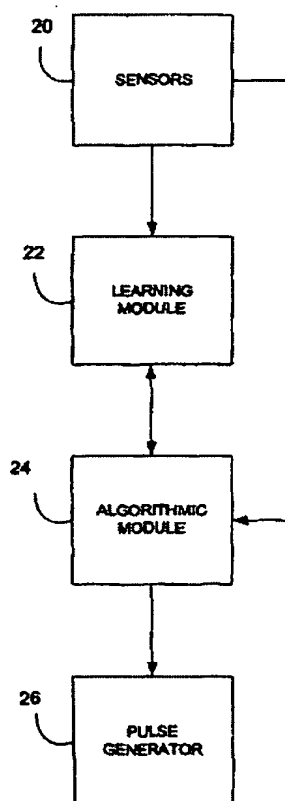 20
SENSORS
22
LEARNING
MODULE
24
ALGORITHMIC
MODULE
26
PULSE
GENERATOR